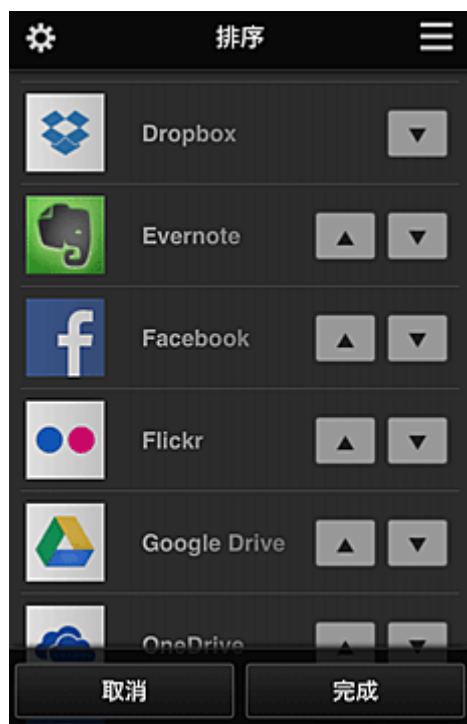 排序
Dropbox
Evernote
Facebook
Flickr
Google Drive
OneDrive
取消
完成